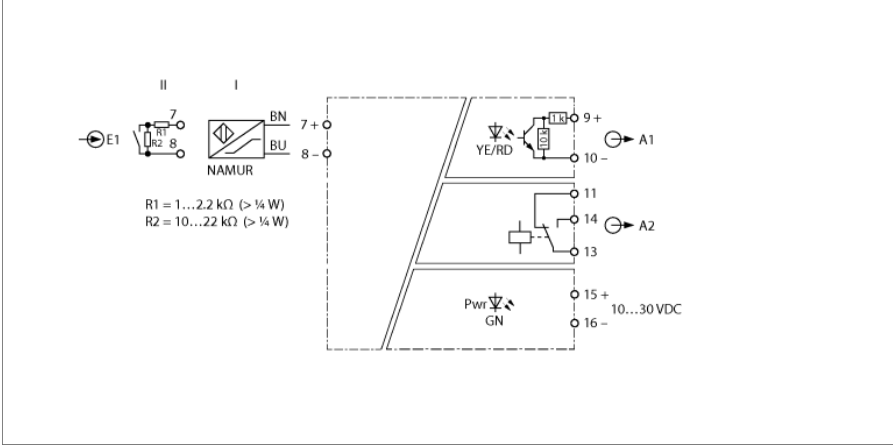 II
I
7
R1
E1
R2
8
BN
7 +
BU
8 –
NAMUR
R1 = 1…2.2 kΩ (> ¼ W)
R2 = 10…22 kΩ (> ¼ W)
1 k
9 +
10 k
A1
YE/RD
10 –
11
14
A2
13
Pwr
GN
15 +
10…30 VDC
16 –